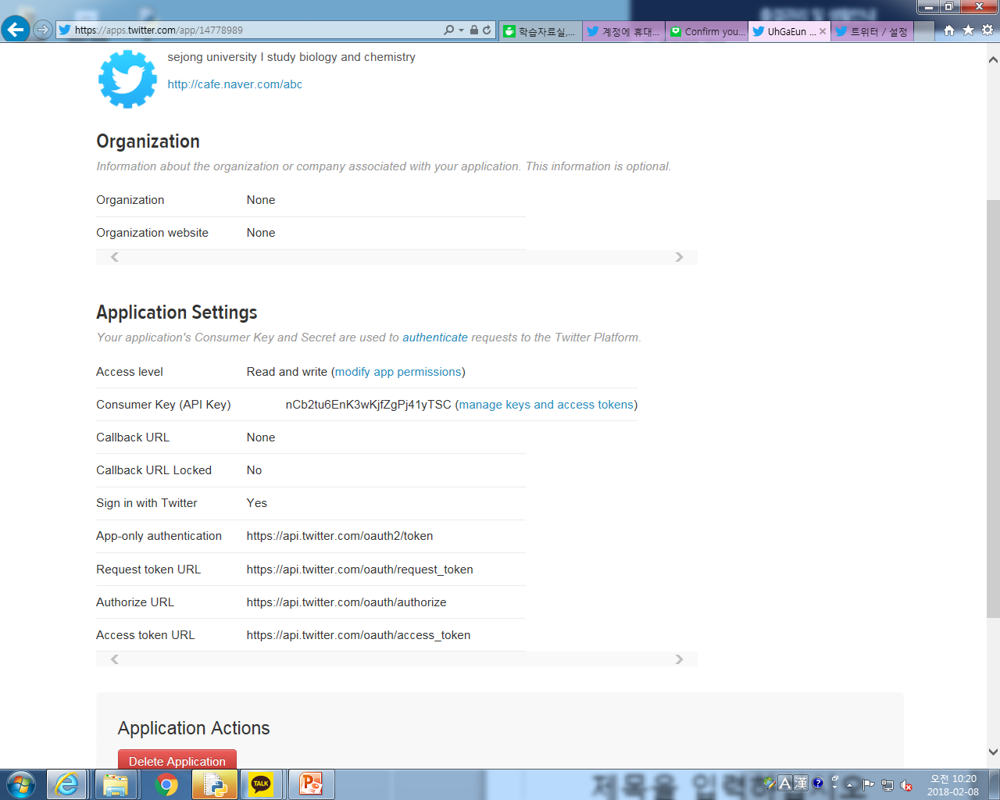 https://apps.twitter.com/app/14778989
학습자료실,...
계정에 휴대...
Confirm you...
UhGaEun ...
트위터 / 설정
sejong university I study biology and chemistry
http://cafe.naver.com/abc
Organization
Information about the organization or company associated with your application. This information is optional.
Organization None
Organization website None
Application Settings
Your application's Consumer Key and Secret are used to authenticate requests to the Twitter Platform.
Access level Read and write (modify app permissions)
Consumer Key (API Key) nCb2tu6EnK3wKjfZgPj41yTSC (manage keys and access tokens)
Callback URL None
Callback URL Locked No
Sign in with Twitter Yes
App-only authentication https://api.twitter.com/oauth2/token
Request token URL https://api.twitter.com/oauth/request_token
Authorize URL https://api.twitter.com/oauth/authorize
Access token URL https://api.twitter.com/oauth/access_token
Application Actions
Delete Application
TALK
제목을 입력하십시오
A 漢
오전 10:20
2018-02-08